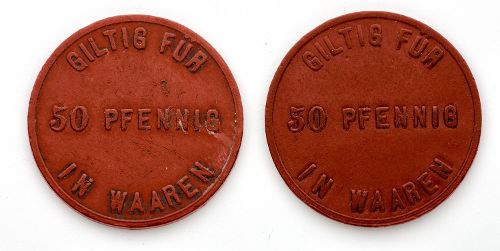 GILTIG FÜR
50 PFENNIG
IN WAAREN
GILTIG FÜR
50 PFENNIG
IN WAAREN